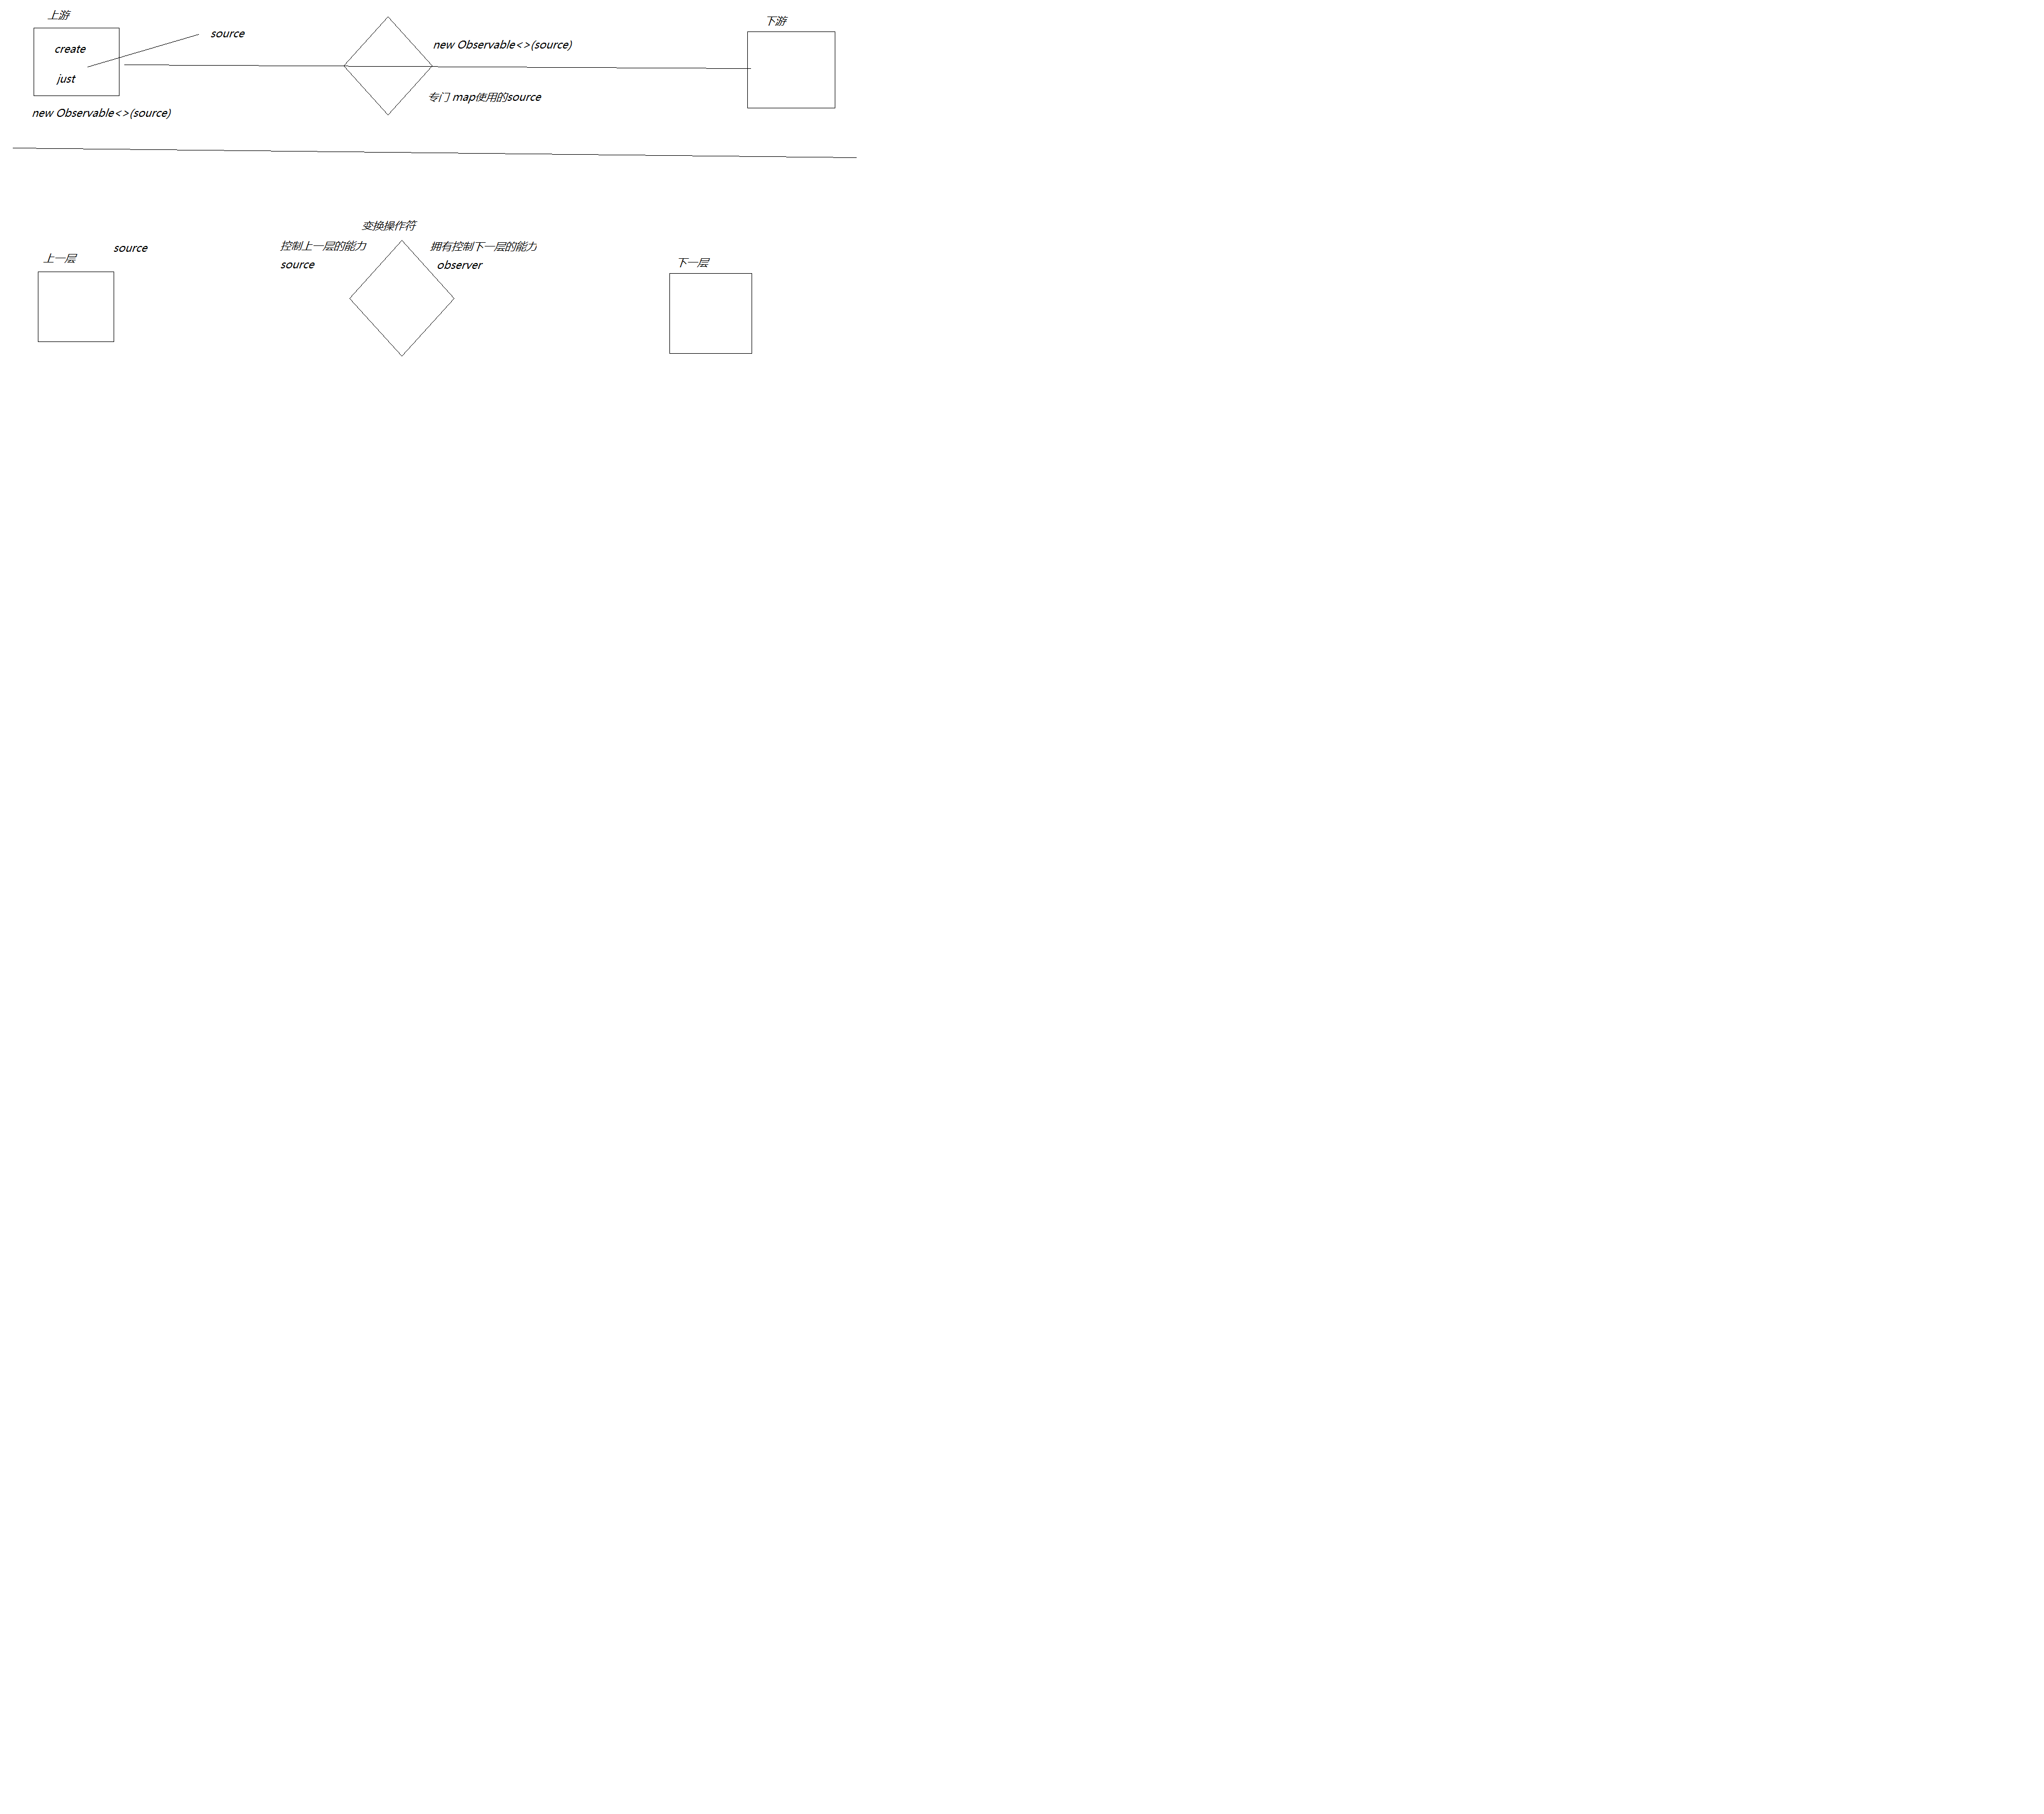 上游
下游
source
create
new Observable<>(source)
just
专门 map使用的source
new Observable<>(source)
变换操作符
控制上一层的能力
拥有控制下一层的能力
source
上一层
source
observer
下一层